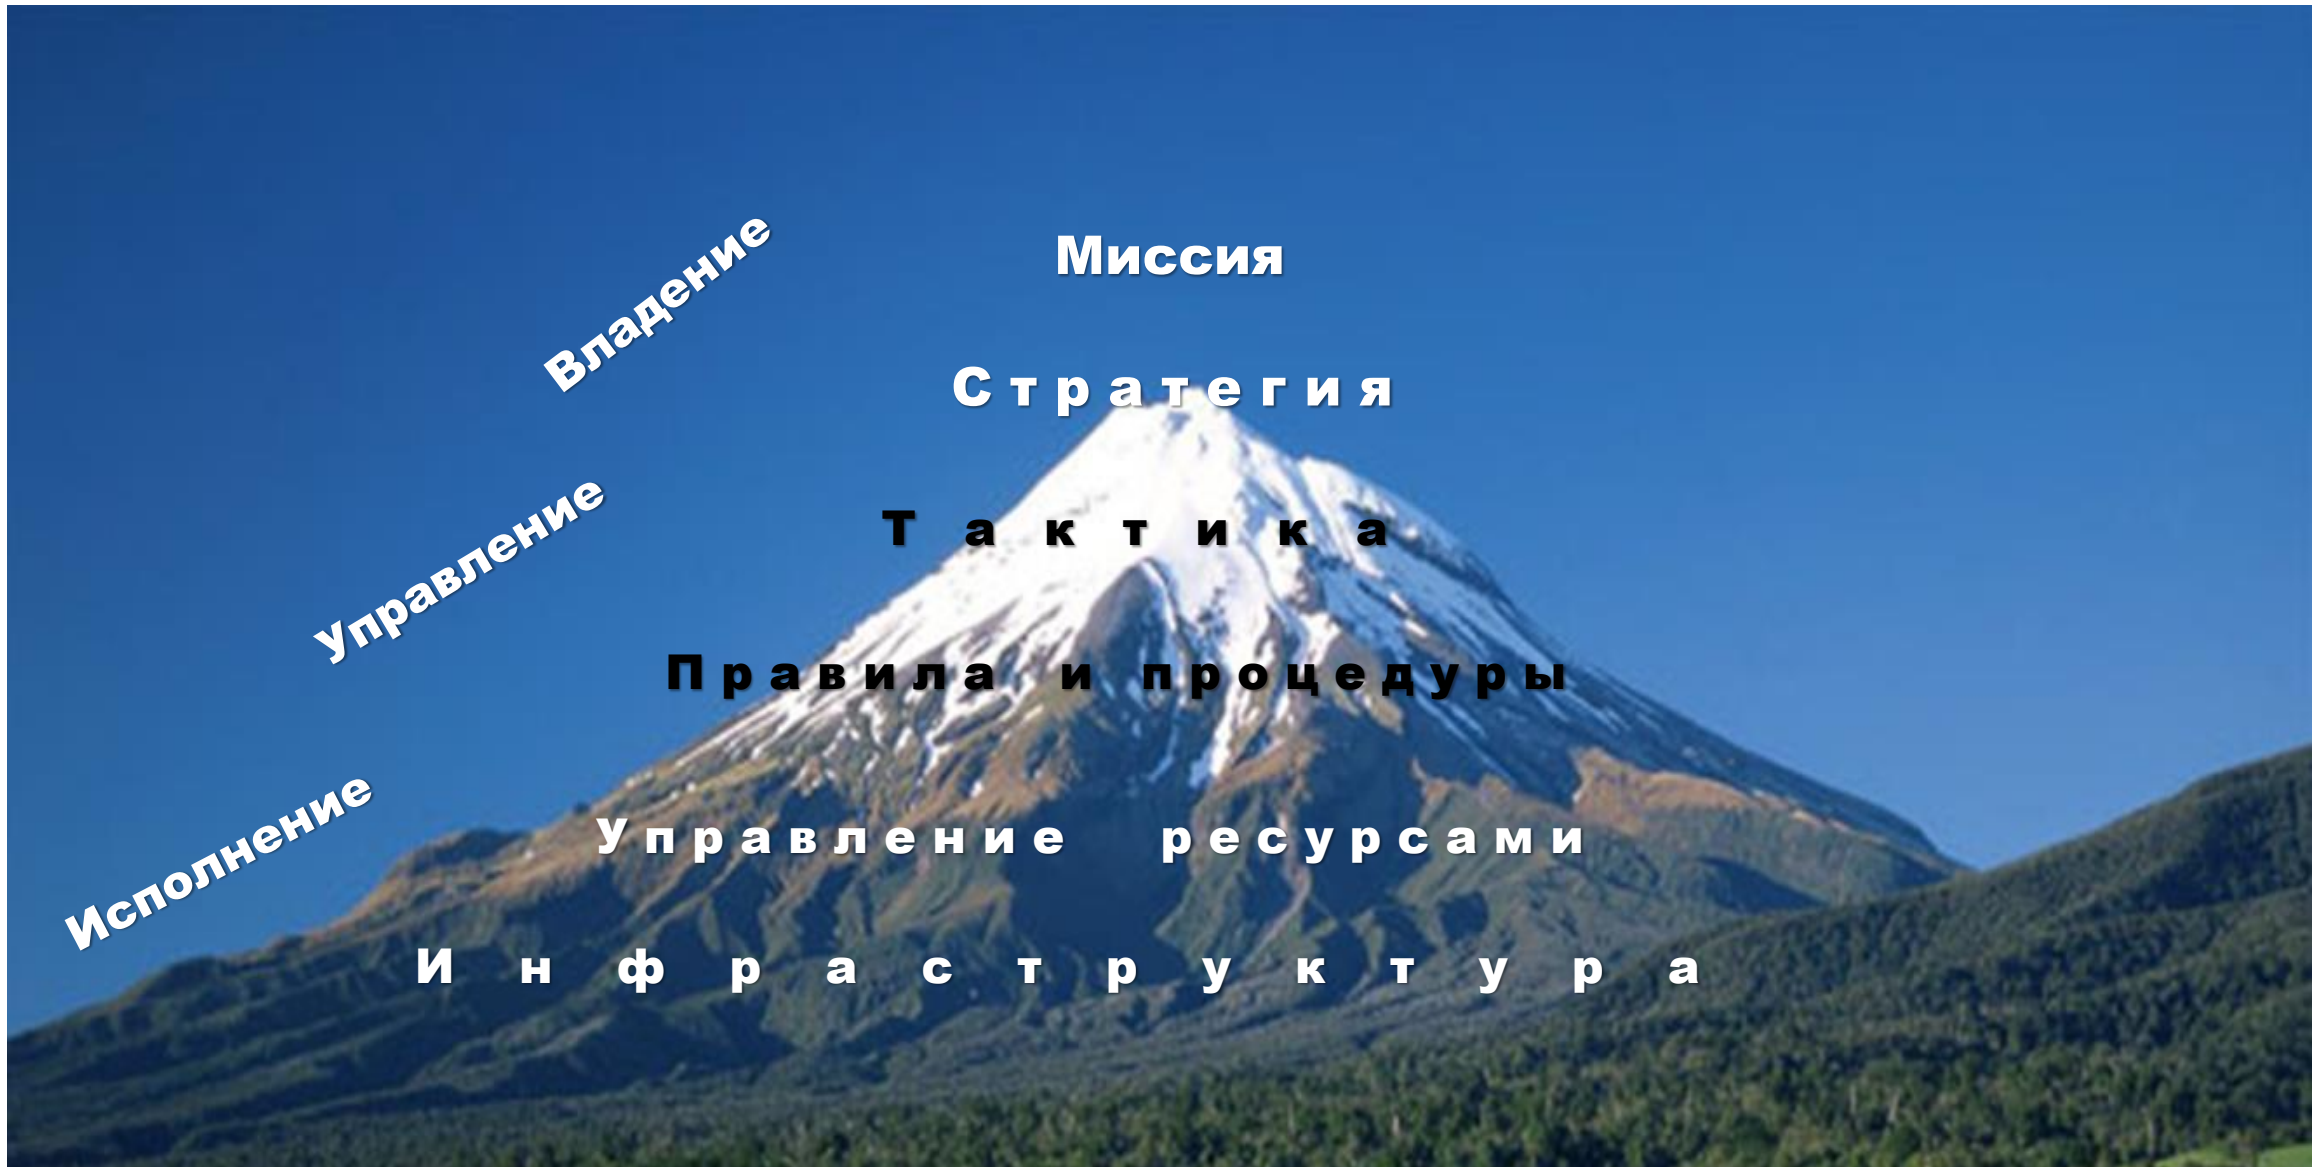 Владение
Миссия
Стратегия
Управление
Тактика
Правила и процедуры
Исполнение
Управление ресурсами
Инфраструктура